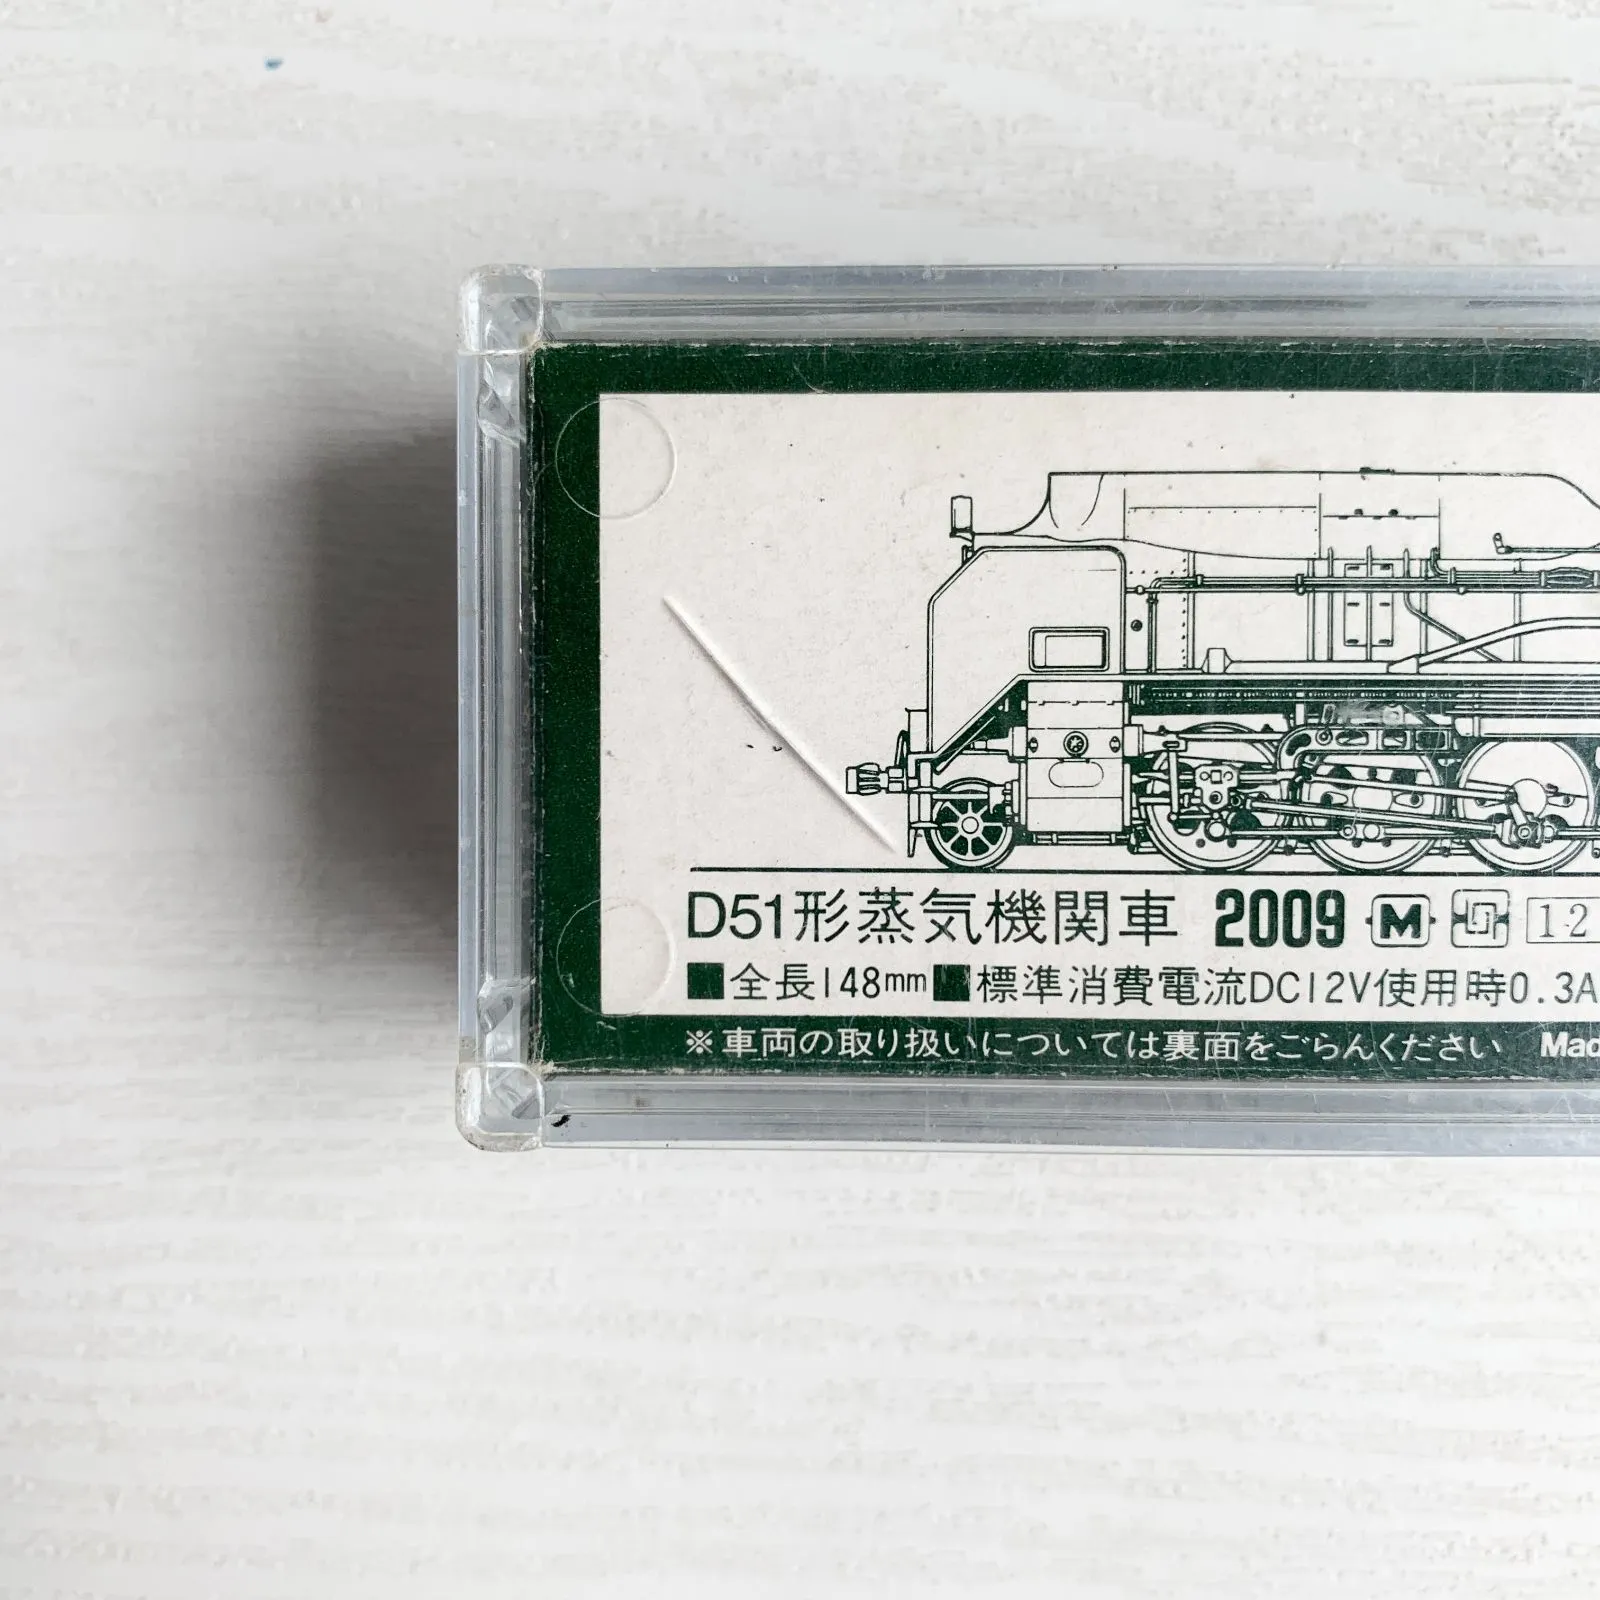 D51形蒸気機関車 2009 M 12
■全長148mm■標準消費電流DC12V使用時0.3A
※車両の取り扱いについては裏面をごらんください Mad